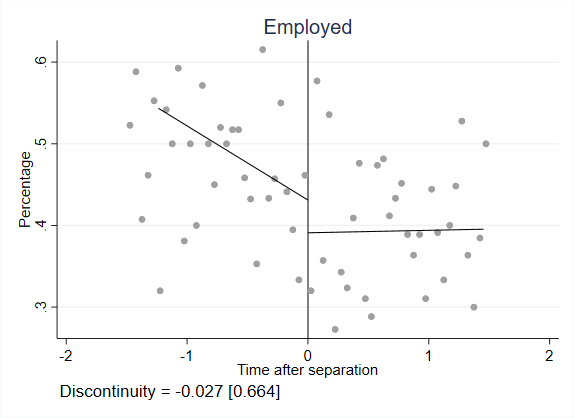 Employed
Percentage
.6
.5
.4
.3
-2 -1 0 1 2
Time after separation
Discontinuity = -0.027 [0.664]